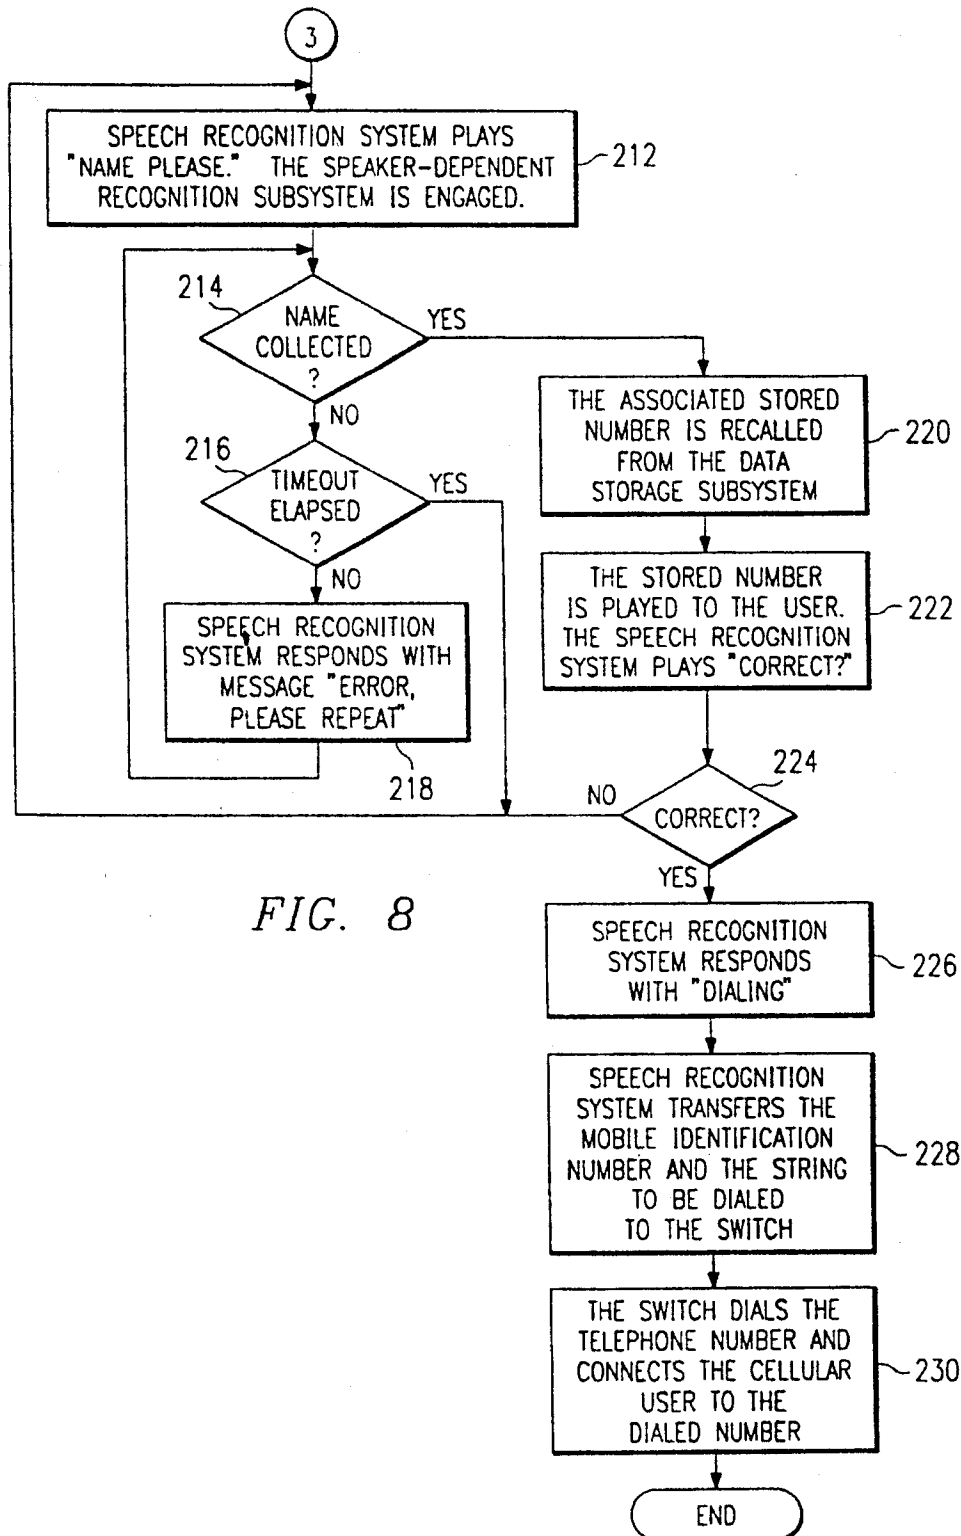 3
SPEECH RECOGNITION SYSTEM PLAYS
"NAME PLEASE." THE SPEAKER-DEPENDENT
RECOGNITION SUBSYSTEM IS ENGAGED.
212
214
NAME
COLLECTED
?
YES
NO
216
TIMEOUT
ELAPSED
?
YES
NO
SPEECH RECOGNITION
SYSTEM RESPONDS WITH
MESSAGE "ERROR,
PLEASE REPEAT"
218
THE ASSOCIATED STORED
NUMBER IS RECALLED
FROM THE DATA
STORAGE SUBSYSTEM
220
THE STORED NUMBER
IS PLAYED TO THE USER.
THE SPEECH RECOGNITION
SYSTEM PLAYS "CORRECT?"
222
224
NO
CORRECT?
YES
FIG. 8
SPEECH RECOGNITION
SYSTEM RESPONDS
WITH "DIALING"
226
SPEECH RECOGNITION
SYSTEM TRANSFERS THE
MOBILE IDENTIFICATION
NUMBER AND THE STRING
TO BE DIALED
TO THE SWITCH
228
THE SWITCH DIALS THE
TELEPHONE NUMBER AND
CONNECTS THE CELLULAR
USER TO THE
DIALED NUMBER
230
END